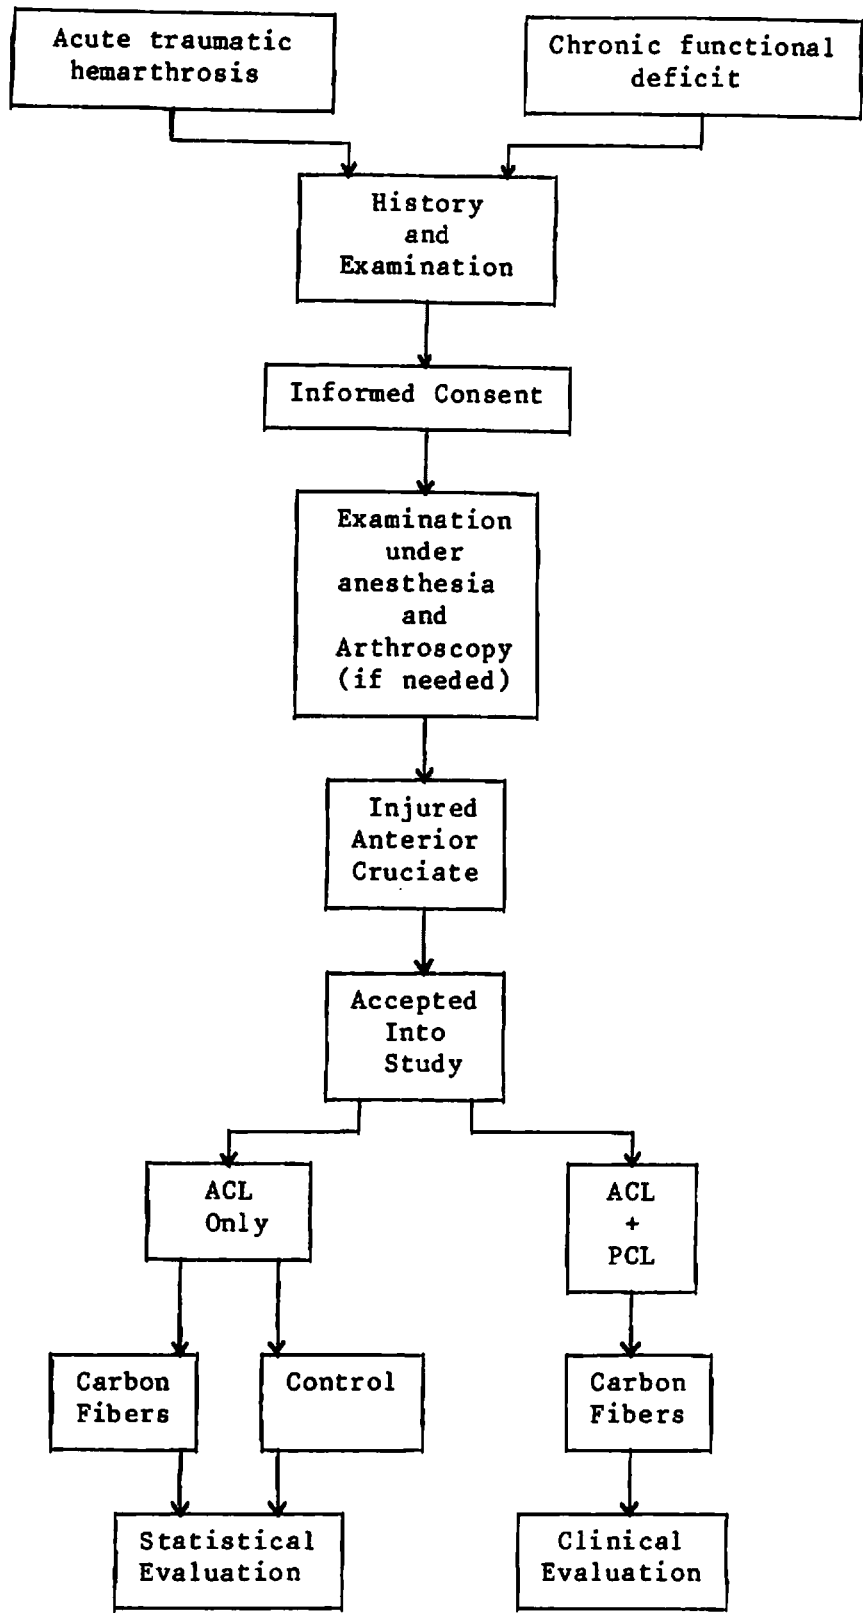 Acute traumatic
hemarthrosis
Chronic functional
deficit
History
and
Examination
Informed Consent
Examination
under
anesthesia
and
Arthroscopy
(if needed)
Injured
Anterior
Cruciate
Accepted
Into
Study
ACL
Only
ACL
+
PCL
Carbon
Fibers
Control
Carbon
Fibers
Statistical
Evaluation
Clinical
Evaluation